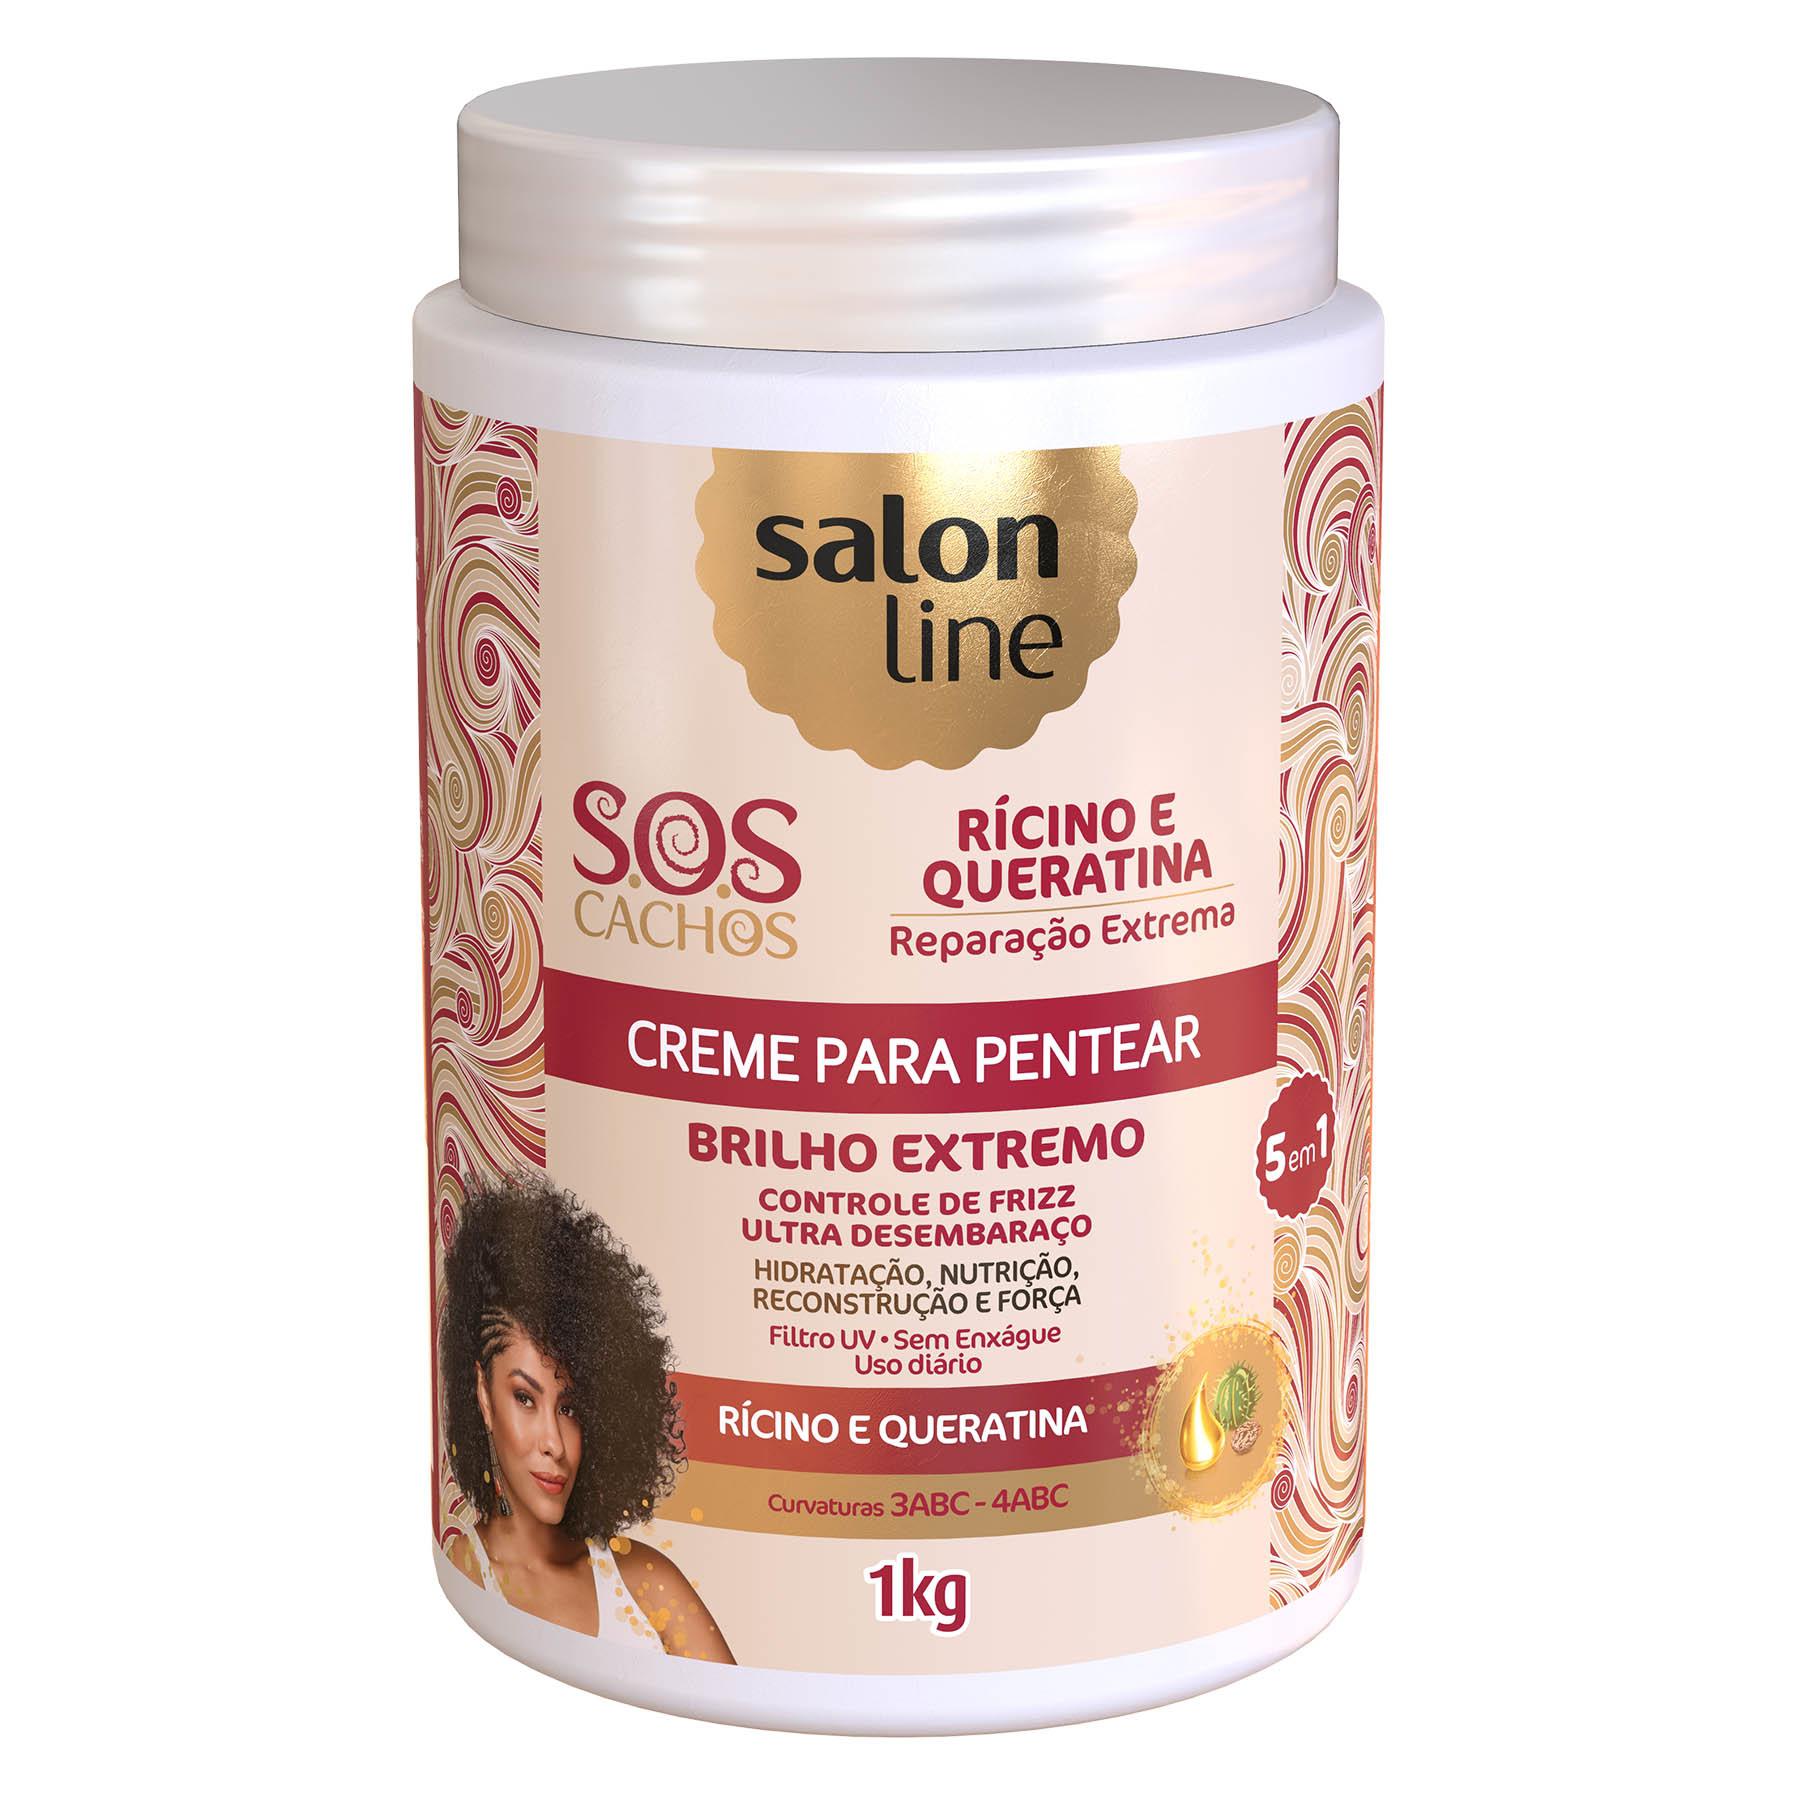 salon
line
S.O.S
CACHOS
RÍCINO E
QUERATINA
Reparação Extrema
CREME PARA PENTEAR
BRILHO EXTREMO
CONTROLE DE FRIZZ
ULTRA DESEMBARAÇO
HIDRATAÇÃO, NUTRIÇÃO,
RECONSTRUÇÃO E FORÇA
Filtro UV • Sem Enxágue
Uso diário
5 em 1
RÍCINO E QUERATINA
Curvaturas 3ABC - 4ABC
1kg